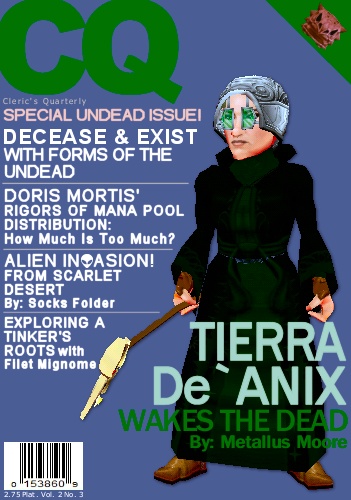 CQ
Cleric's Quarterly
SPECIAL UNDEAD ISSUE!
DECEASE & EXIST
WITH FORMS OF THE
UNDEAD
DORIS MORTIS'
RIGORS OF MANA POOL
DISTRIBUTION:
How Much Is Too Much?
ALIEN INVASION!
FROM SCARLET
DESERT
By: Socks Folder
EXPLORING A
TINKER'S
ROOTS with
Filet Mignome
TIERRA
De`ANIX
WAKES THE DEAD
By: Metallus Moore
0 153860 9
2.75 Plat. Vol. 2 No. 3